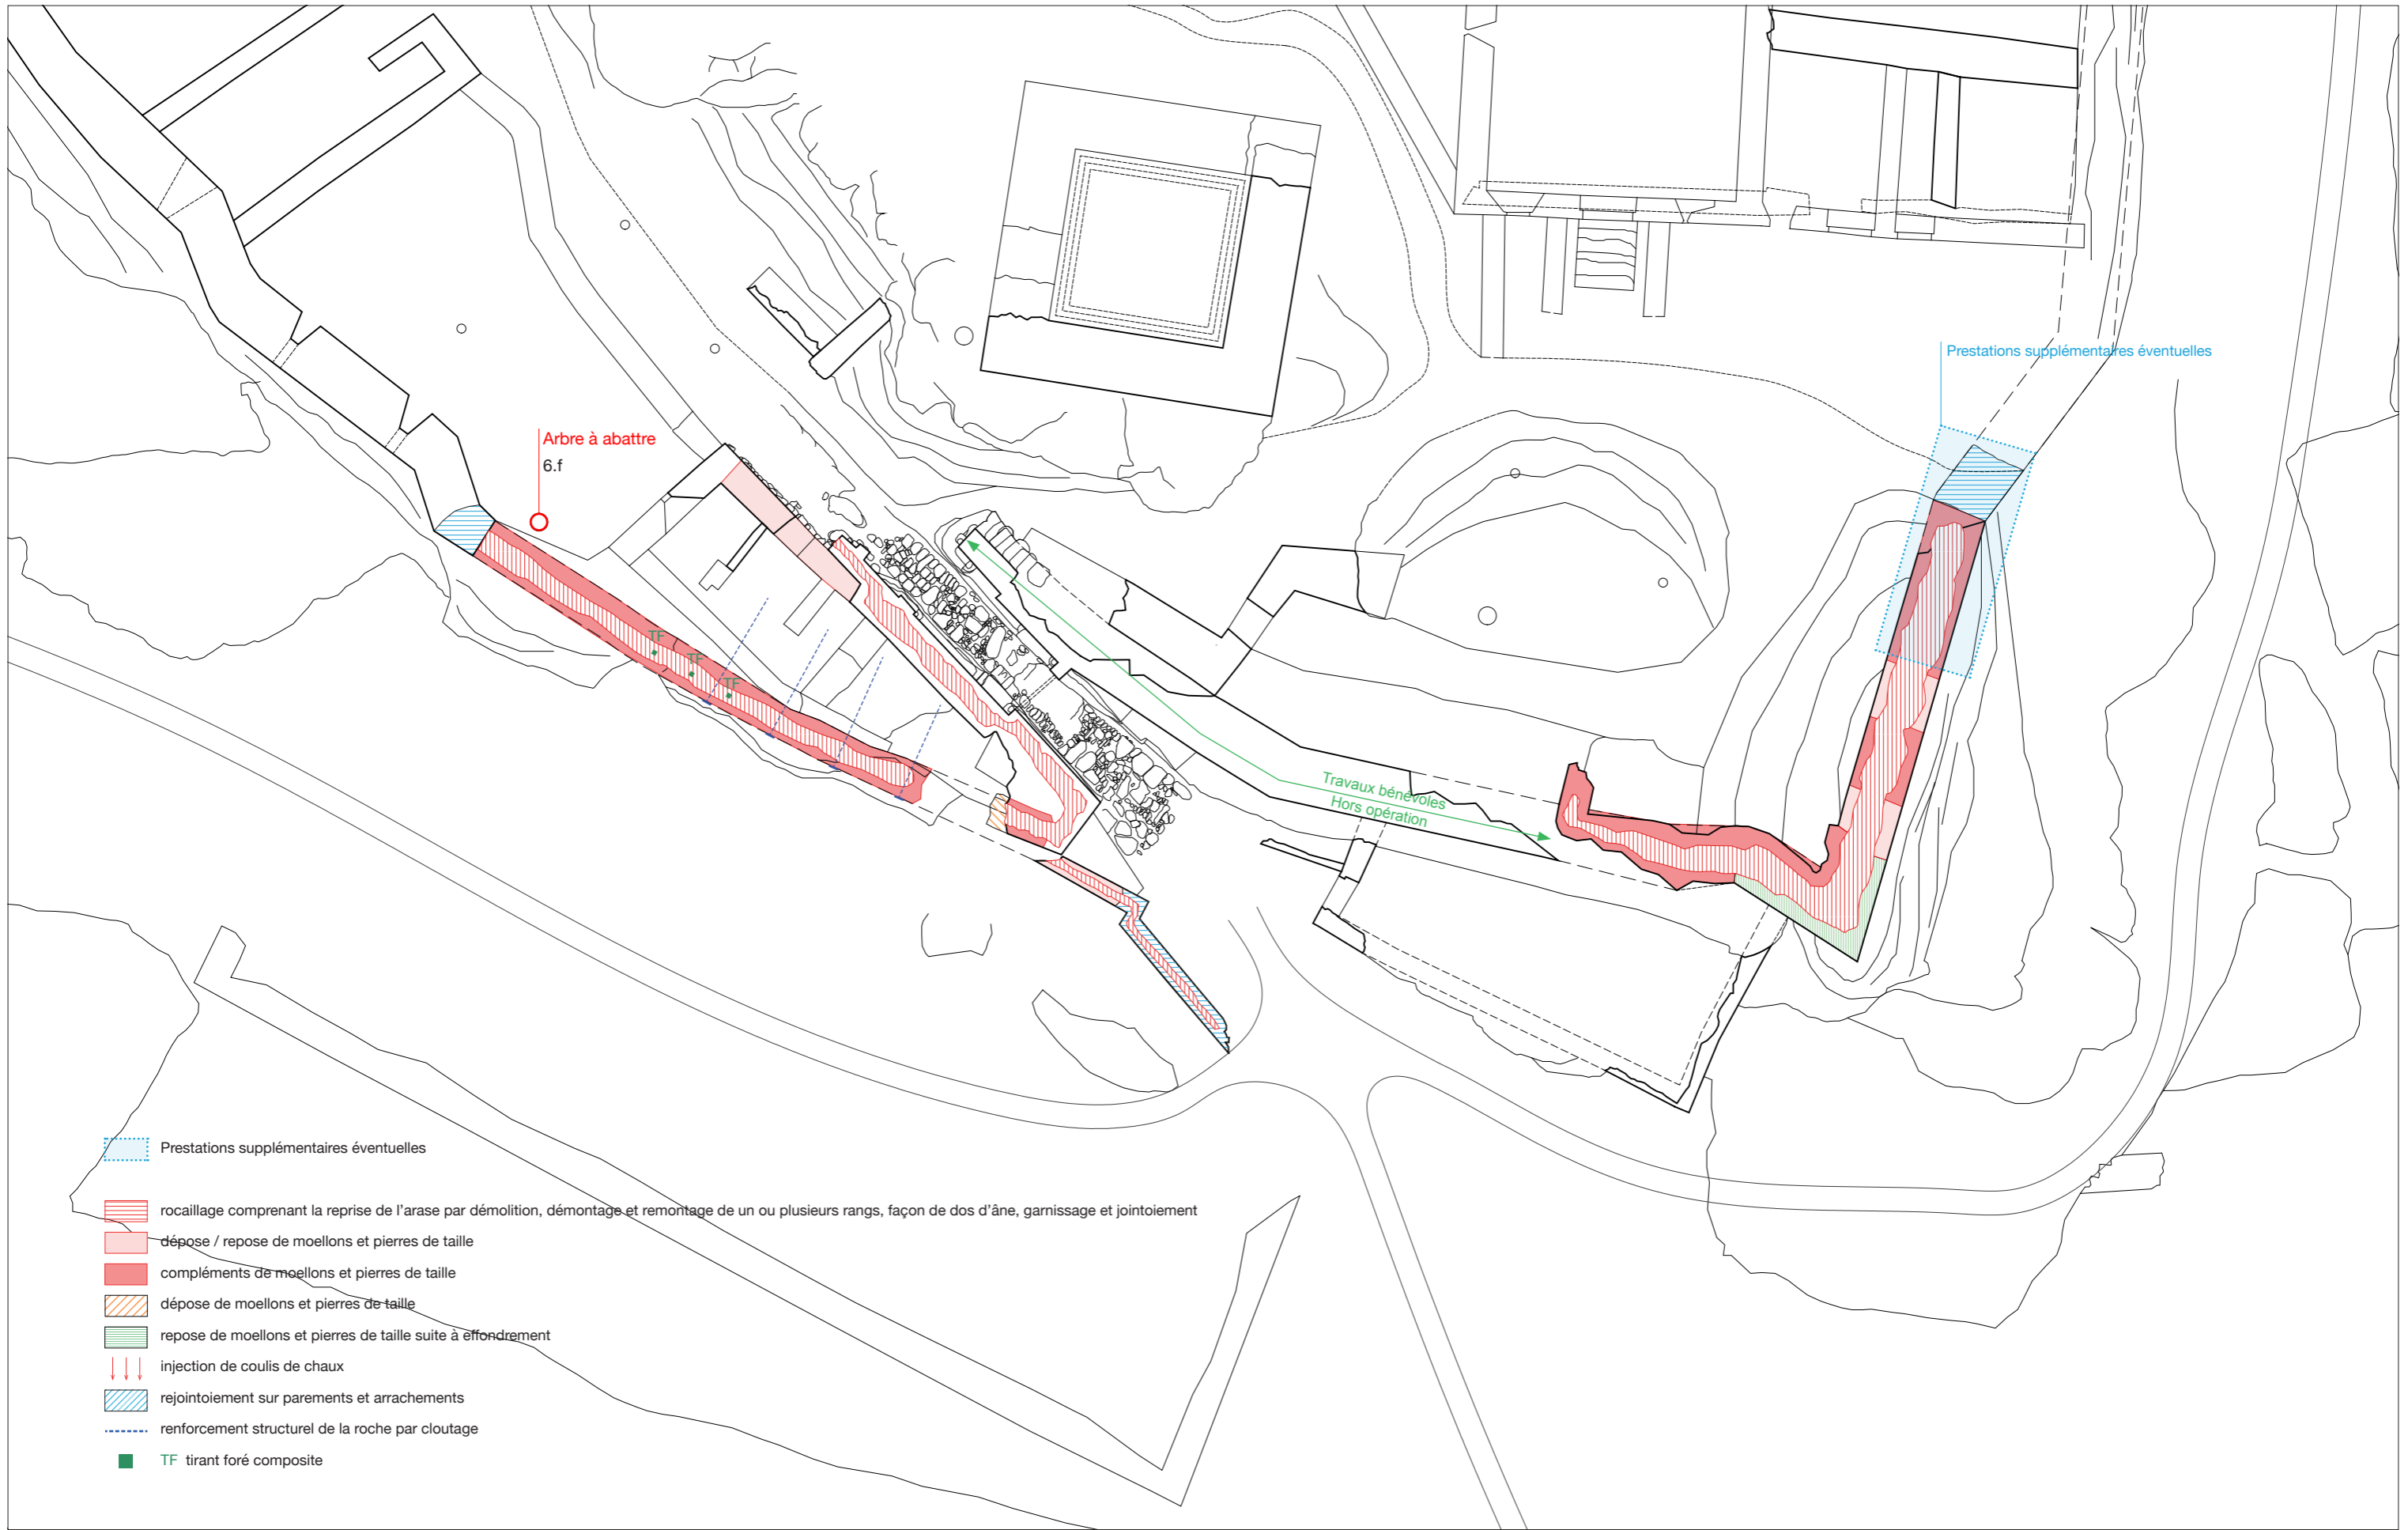 Prestations supplémentaires éventuelles
Arbre à abattre
6.f
TF
TF
TF
Travaux bénévoles
Hors opération
Prestations supplémentaires éventuelles
rocaillage comprenant la reprise de l'arase par démolition, démontage et remontage de un ou plusieurs rangs, façon de dos d'âne, garnissage et jointoiement
dépose / repose de moellons et pierres de taille
compléments de moellons et pierres de taille
dépose de moellons et pierres de taille
repose de moellons et pierres de taille suite à effondrement
injection de coulis de chaux
rejointoiement sur parements et arrachements
renforcement structurel de la roche par cloutage
TF tirant foré composite